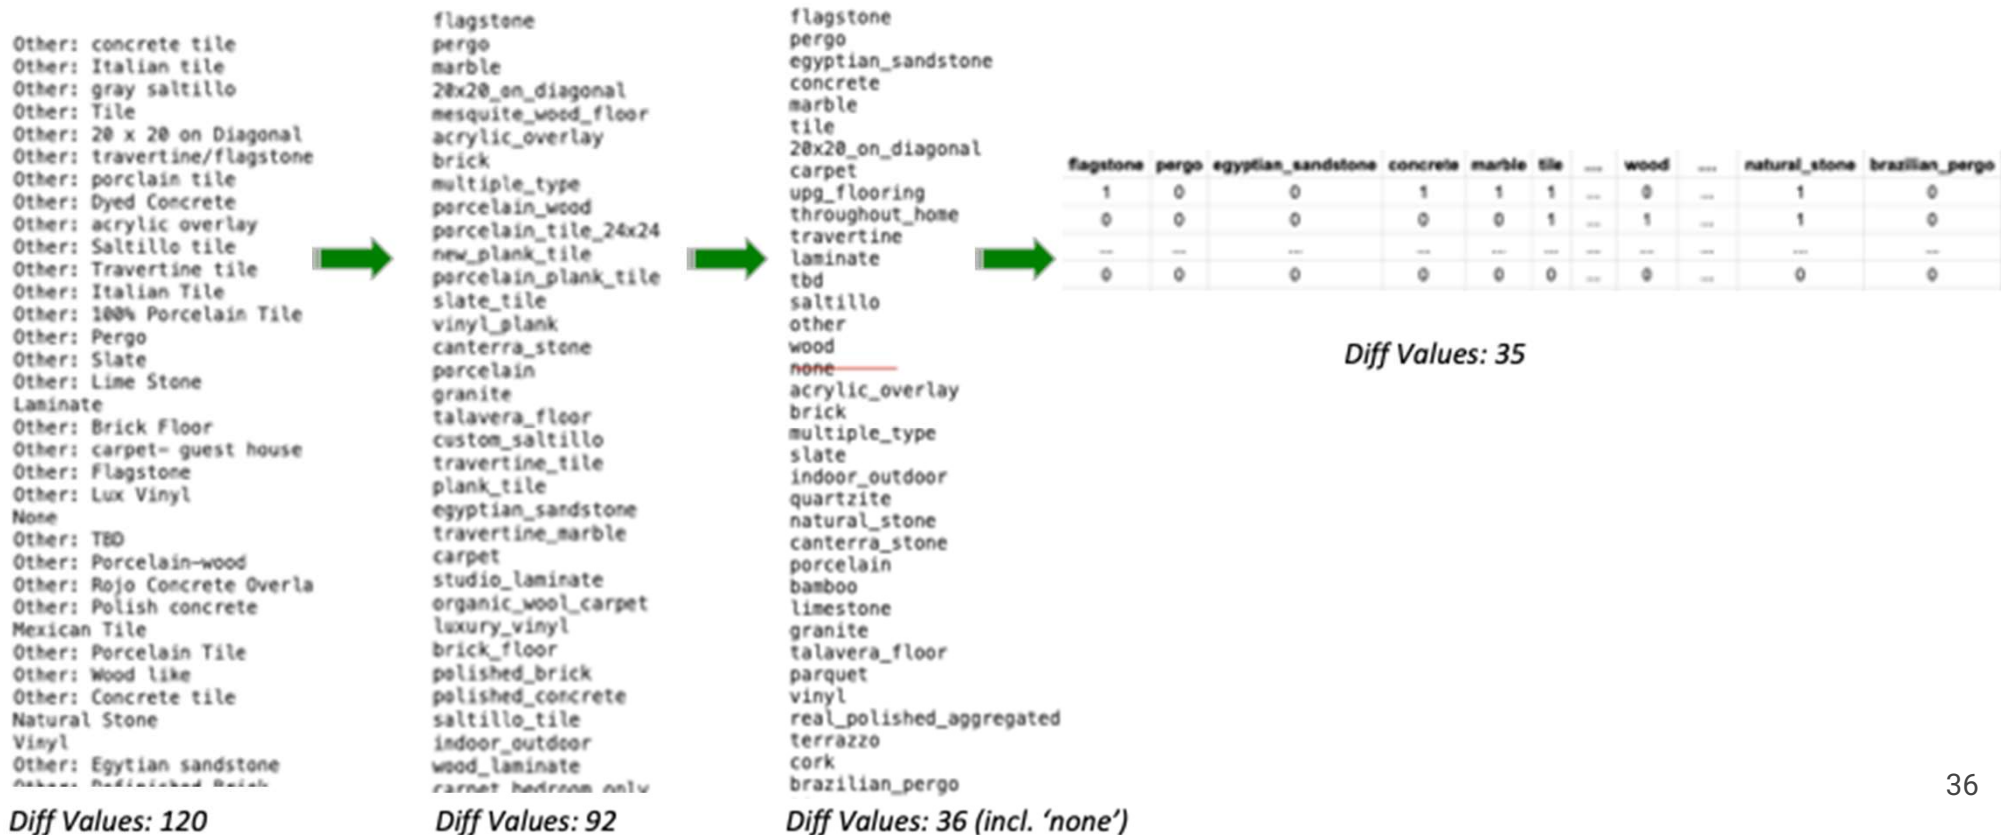 Other: concrete tile
Other: Italian tile
Other: gray saltillo
Other: Tile
Other: 20 x 20 on Diagonal
Other: travertine/flagstone
Other: porclain tile
Other: Dyed Concrete
Other: acrylic overlay
Other: Saltillo tile
Other: Travertine tile
Other: Italian Tile
Other: 100% Porcelain Tile
Other: Pergo
Other: Slate
Other: Lime Stone
Laminate
Other: Brick Floor
Other: carpet- guest house
Other: Flagstone
Other: Lux Vinyl
None
Other: TBD
Other: Porcelain-wood
Other: Rojo Concrete Overla
Other: Polish concrete
Mexican Tile
Other: Porcelain Tile
Other: Wood like
Other: Concrete tile
Natural Stone
Vinyl
Other: Egytian sandstone
Diff Values: 120
flagstone
pergo
marble
20x20_on_diagonal
mesquite_wood_floor
acrylic_overlay
brick
multiple_type
porcelain_wood
porcelain_tile_24x24
new_plank_tile
porcelain_plank_tile
slate_tile
vinyl_plank
canterra_stone
porcelain
granite
talavera_floor
custom_saltillo
travertine_tile
plank_tile
egyptian_sandstone
travertine_marble
carpet
studio_laminate
organic_wool_carpet
luxury_vinyl
brick_floor
polished_brick
polished_concrete
saltillo_tile
indoor_outdoor
wood_laminate
carpet_bedroom_only
Diff Values: 92
flagstone
pergo
egyptian_sandstone
concrete
marble
tile
20x20_on_diagonal
carpet
upg_flooring
throughout_home
travertine
laminate
tbd
saltillo
other
wood
none
acrylic_overlay
brick
multiple_type
slate
indoor_outdoor
quartzite
natural_stone
canterra_stone
porcelain
bamboo
limestone
granite
talavera_floor
parquet
vinyl
real_polished_aggregated
terrazzo
cork
brazilian_pergo
Diff Values: 36 (incl. ‘none’)
flagstone pergo egyptian_sandstone concrete marble tile ... wood ... natural_stone brazilian_pergo
1 0 0 1 1 1 ... 0 ... 1 0
0 0 0 0 0 1 ... 1 ... 1 0
... ... ... ... ... ... ... ... ... ... ...
0 0 0 0 0 0 ... 0 ... 0 0
Diff Values: 35
36